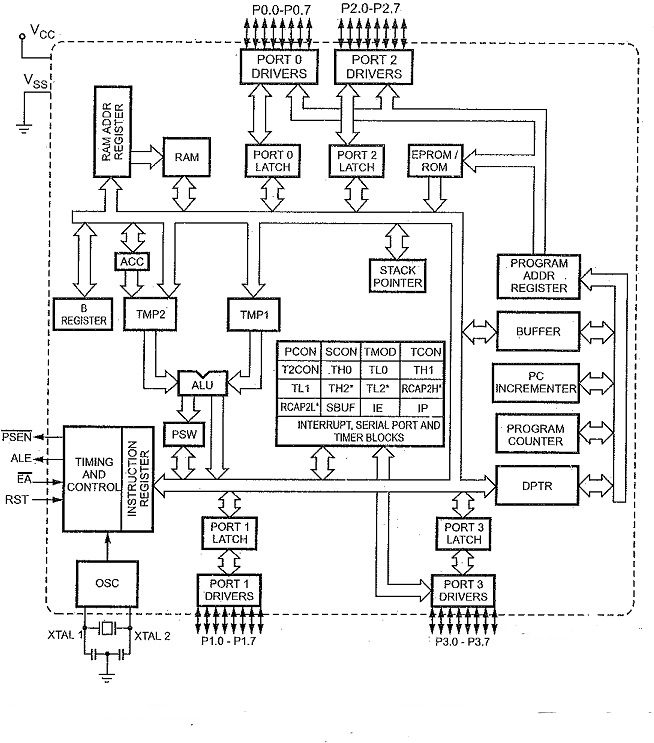 P0.0-P0.7 P2.0-P2.7
VCC
VSS
PORT 0
DRIVERS
PORT 2
DRIVERS
RAM ADDR
REGISTER
RAM
PORT 0
LATCH
PORT 2
LATCH
EPROM /
ROM
ACC
STACK
POINTER
PROGRAM
ADDR
REGISTER
B
REGISTER
TMP2
TMP1
BUFFER
PCON SCON TMOD TCON
T2CON .TH0 TL0 TH1
TL1 TH2* TL2* RCAP2H*
RCAP2L* SBUF IE IP
INTERRUPT, SERIAL PORT AND
TIMER BLOCKS
ALU
PC
INCREMENTER
PSW
PROGRAM
COUNTER
PSEN
ALE
EA
RST
TIMING
AND
CONTROL
INSTRUCTION
REGISTER
DPTR
PORT 1
LATCH
PORT 3
LATCH
OSC
PORT 1
DRIVERS
PORT 3
DRIVERS
XTAL 1 XTAL 2
P1.0 - P1.7
P3.0 - P3.7